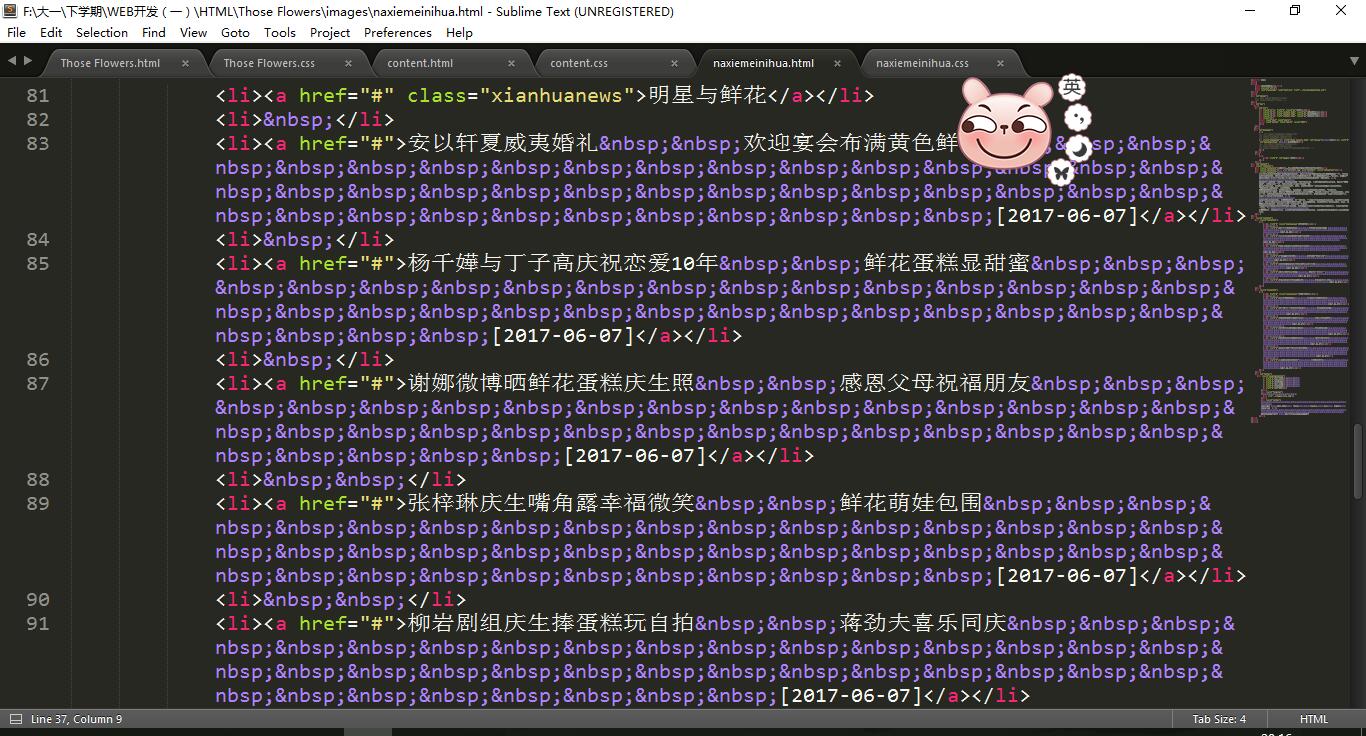 F:\大一\下学期\WEB开发 ( 一 ) \HTML\Those Flowers\images\naxiemeinihua.html - Sublime Text (UNREGISTERED)
File Edit Selection Find View Goto Tools Project Preferences Help
Those Flowers.html × Those Flowers.css × content.html × content.css × naxiemeinihua.html × naxiemeinihua.css ×
81 <li><a href="#" class="xianhuanews">明星与鲜花</a></li>
82 <li>&nbsp;</li>
83 <li><a href="#">安以轩夏威夷婚礼&nbsp;&nbsp;欢迎宴会布满黄色鲜 &nbsp;&
nbsp;&nbsp;&nbsp;&nbsp;&nbsp;&nbsp;&nbsp;&nbsp;&nbsp;&nbsp;&nbsp;&nbsp;&nbsp;&
nbsp;&nbsp;&nbsp;&nbsp;&nbsp;&nbsp;&nbsp;&nbsp;&nbsp;&nbsp;&nbsp;&nbsp;&nbsp;&
nbsp;&nbsp;&nbsp;&nbsp;&nbsp;&nbsp;&nbsp;&nbsp;&nbsp;&nbsp;&nbsp;[2017-06-07]</a></li>
84 <li>&nbsp;</li>
85 <li><a href="#">杨千嬅与丁子高庆祝恋爱10年&nbsp;&nbsp;鲜花蛋糕显甜蜜&nbsp;&nbsp;&nbsp;
&nbsp;&nbsp;&nbsp;&nbsp;&nbsp;&nbsp;&nbsp;&nbsp;&nbsp;&nbsp;&nbsp;&nbsp;&nbsp;&nbsp;&
nbsp;&nbsp;&nbsp;&nbsp;&nbsp;&nbsp;&nbsp;&nbsp;&nbsp;&nbsp;&nbsp;&nbsp;&nbsp;&nbsp;&
nbsp;&nbsp;&nbsp;&nbsp;[2017-06-07]</a></li>
86 <li>&nbsp;</li>
87 <li><a href="#">谢娜微博晒鲜花蛋糕庆生照&nbsp;&nbsp;感恩父母祝福朋友&nbsp;&nbsp;&nbsp;
&nbsp;&nbsp;&nbsp;&nbsp;&nbsp;&nbsp;&nbsp;&nbsp;&nbsp;&nbsp;&nbsp;&nbsp;&nbsp;&nbsp;&
nbsp;&nbsp;&nbsp;&nbsp;&nbsp;&nbsp;&nbsp;&nbsp;&nbsp;&nbsp;&nbsp;&nbsp;&nbsp;&nbsp;&
nbsp;&nbsp;&nbsp;&nbsp;&nbsp;[2017-06-07]</a></li>
88 <li>&nbsp;&nbsp;</li>
89 <li><a href="#">张梓琳庆生嘴角露幸福微笑&nbsp;&nbsp;鲜花萌娃包围&nbsp;&nbsp;&nbsp;&
nbsp;&nbsp;&nbsp;&nbsp;&nbsp;&nbsp;&nbsp;&nbsp;&nbsp;&nbsp;&nbsp;&nbsp;&nbsp;&nbsp;&
nbsp;&nbsp;&nbsp;&nbsp;&nbsp;&nbsp;&nbsp;&nbsp;&nbsp;&nbsp;&nbsp;&nbsp;&nbsp;&nbsp;&
nbsp;&nbsp;&nbsp;&nbsp;&nbsp;&nbsp;&nbsp;&nbsp;&nbsp;&nbsp;&nbsp;[2017-06-07]</a></li>
90 <li>&nbsp;&nbsp;</li>
91 <li><a href="#">柳岩剧组庆生捧蛋糕玩自拍&nbsp;&nbsp;蒋劲夫喜乐同庆&nbsp;&nbsp;&nbsp;&
nbsp;&nbsp;&nbsp;&nbsp;&nbsp;&nbsp;&nbsp;&nbsp;&nbsp;&nbsp;&nbsp;&nbsp;&nbsp;&nbsp;&
nbsp;&nbsp;&nbsp;&nbsp;&nbsp;&nbsp;&nbsp;&nbsp;&nbsp;&nbsp;&nbsp;&nbsp;&nbsp;&nbsp;&
nbsp;&nbsp;&nbsp;&nbsp;&nbsp;&nbsp;&nbsp;&nbsp;[2017-06-07]</a></li>
英
Line 37, Column 9 Tab Size: 4 HTML